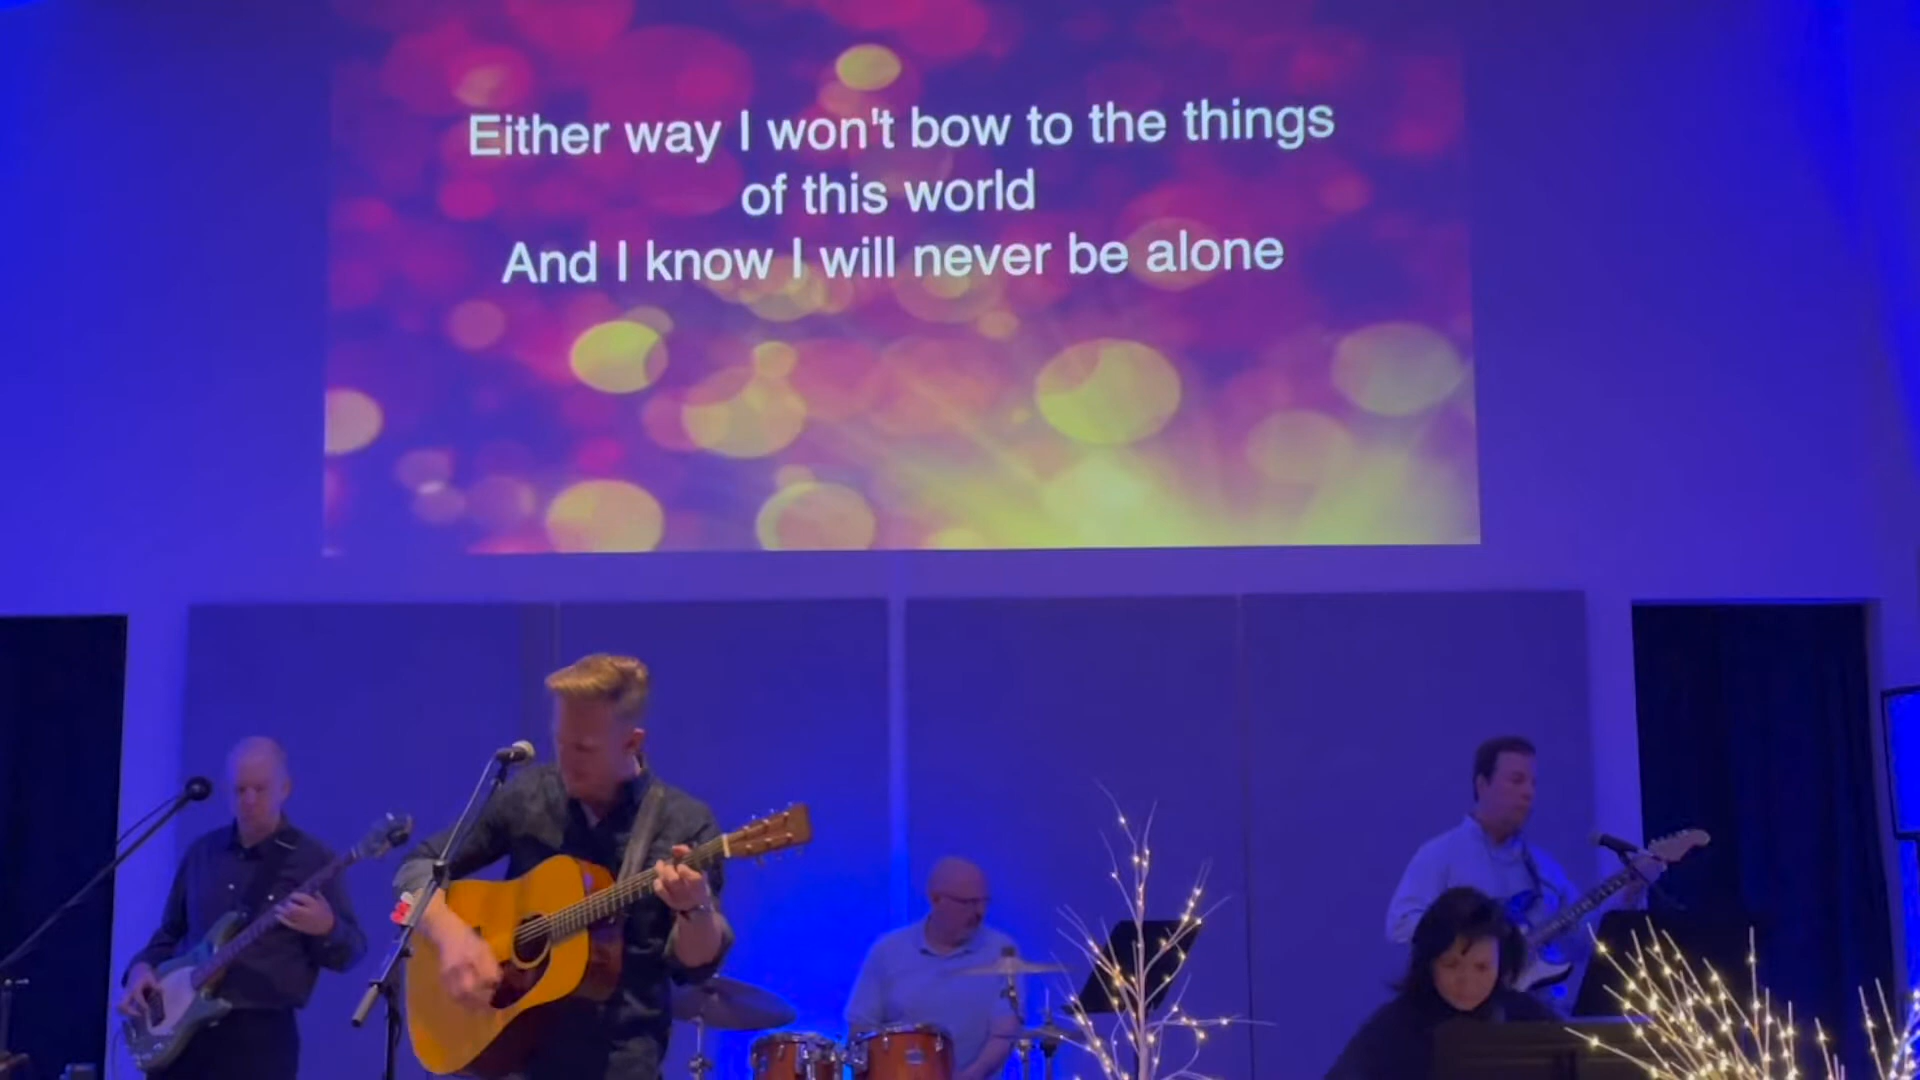 Either way I won't bow to the things
of this world
And I know I will never be alone